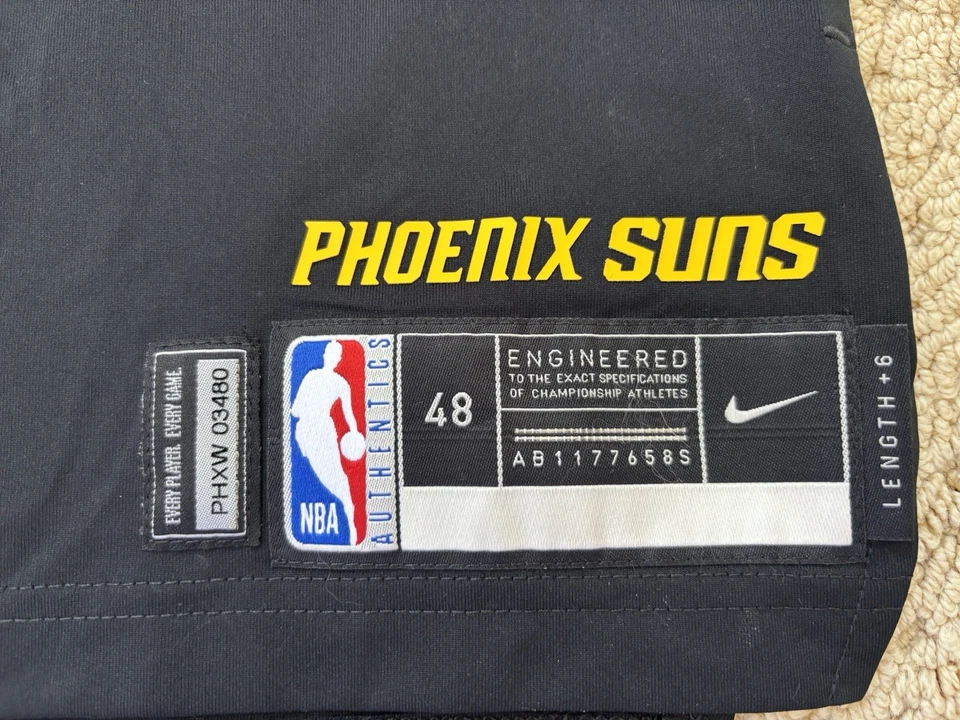 PHOENIX SUNS
EVERY PLAYER. EVERY GAME.
PHXW 03480
NBA
AUTHENTICS
48
ENGINEERED
TO THE EXACT SPECIFICATIONS
OF CHAMPIONSHIP ATHLETES
AB1177658S
LENGTH +6